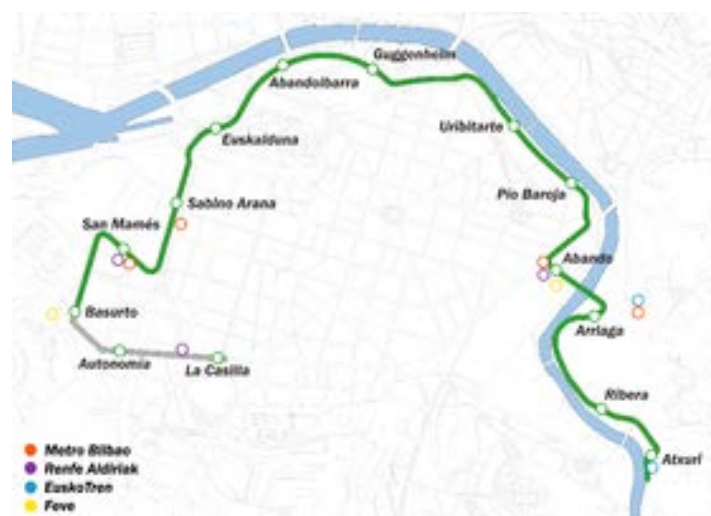 Guggenheim
Abandoibarra
Uribitarte
Euskalduna
Pio Baroja
Sabino Arana
San Mamés
Abando
Basurto
Arriaga
Autonomía
La Casilla
Ribera
Atxuri
Metro Bilbao
Renfe Aldiriak
EuskoTren
Feve